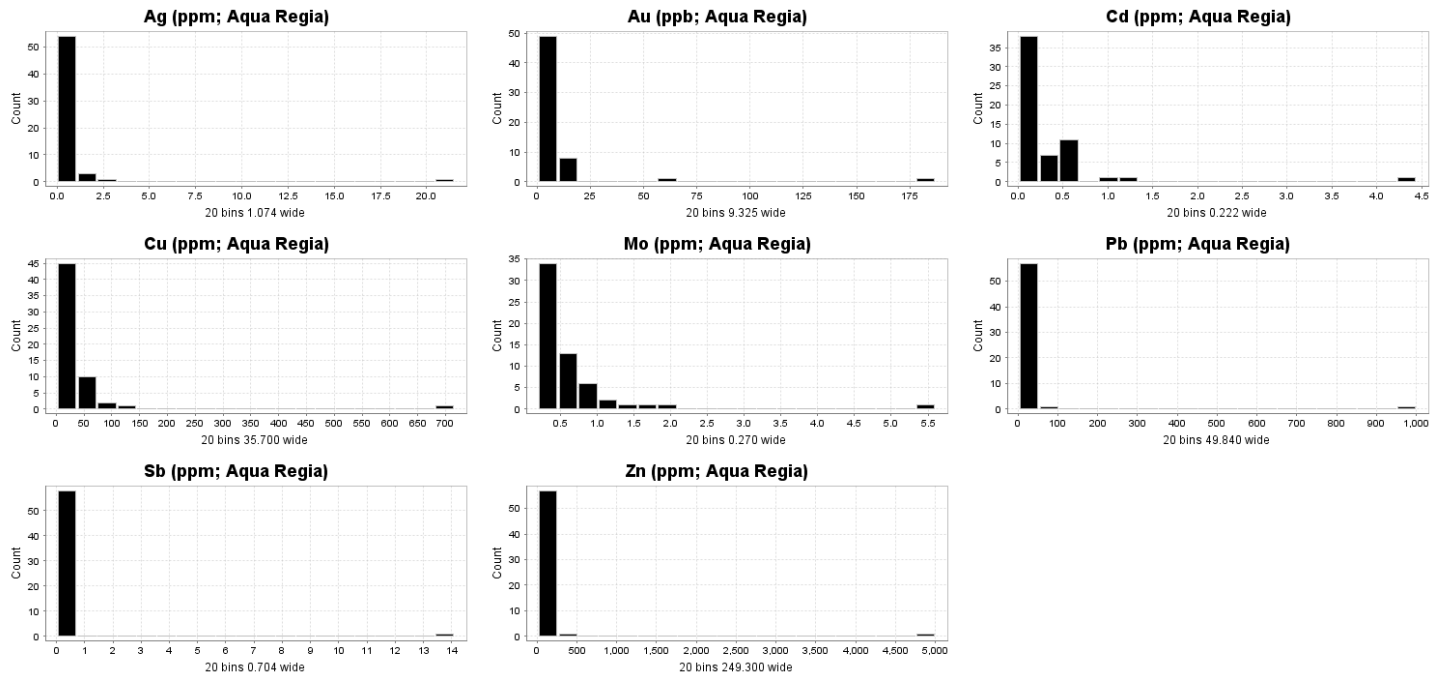 Ag (ppm; Aqua Regia)
Count
50
40
30
20
10
0
0.0 2.5 5.0 7.5 10.0 12.5 15.0 17.5 20.0
20 bins 1.074 wide
Au (ppb; Aqua Regia)
Count
50
40
30
20
10
0
0 25 50 75 100 125 150 175
20 bins 9.325 wide
Cd (ppm; Aqua Regia)
Count
35
30
25
20
15
10
5
0
0.0 0.5 1.0 1.5 2.0 2.5 3.0 3.5 4.0 4.5
20 bins 0.222 wide
Cu (ppm; Aqua Regia)
Count
45
40
35
30
25
20
15
10
5
0
0 50 100 150 200 250 300 350 400 450 500 550 600 650 700
20 bins 35.700 wide
Mo (ppm; Aqua Regia)
Count
35
30
25
20
15
10
5
0
0.5 1.0 1.5 2.0 2.5 3.0 3.5 4.0 4.5 5.0 5.5
20 bins 0.270 wide
Pb (ppm; Aqua Regia)
Count
50
40
30
20
10
0
0 100 200 300 400 500 600 700 800 900 1,000
20 bins 49.840 wide
Sb (ppm; Aqua Regia)
Count
50
40
30
20
10
0
0 1 2 3 4 5 6 7 8 9 10 11 12 13 14
20 bins 0.704 wide
Zn (ppm; Aqua Regia)
Count
50
40
30
20
10
0
0 500 1,000 1,500 2,000 2,500 3,000 3,500 4,000 4,500 5,000
20 bins 249.300 wide